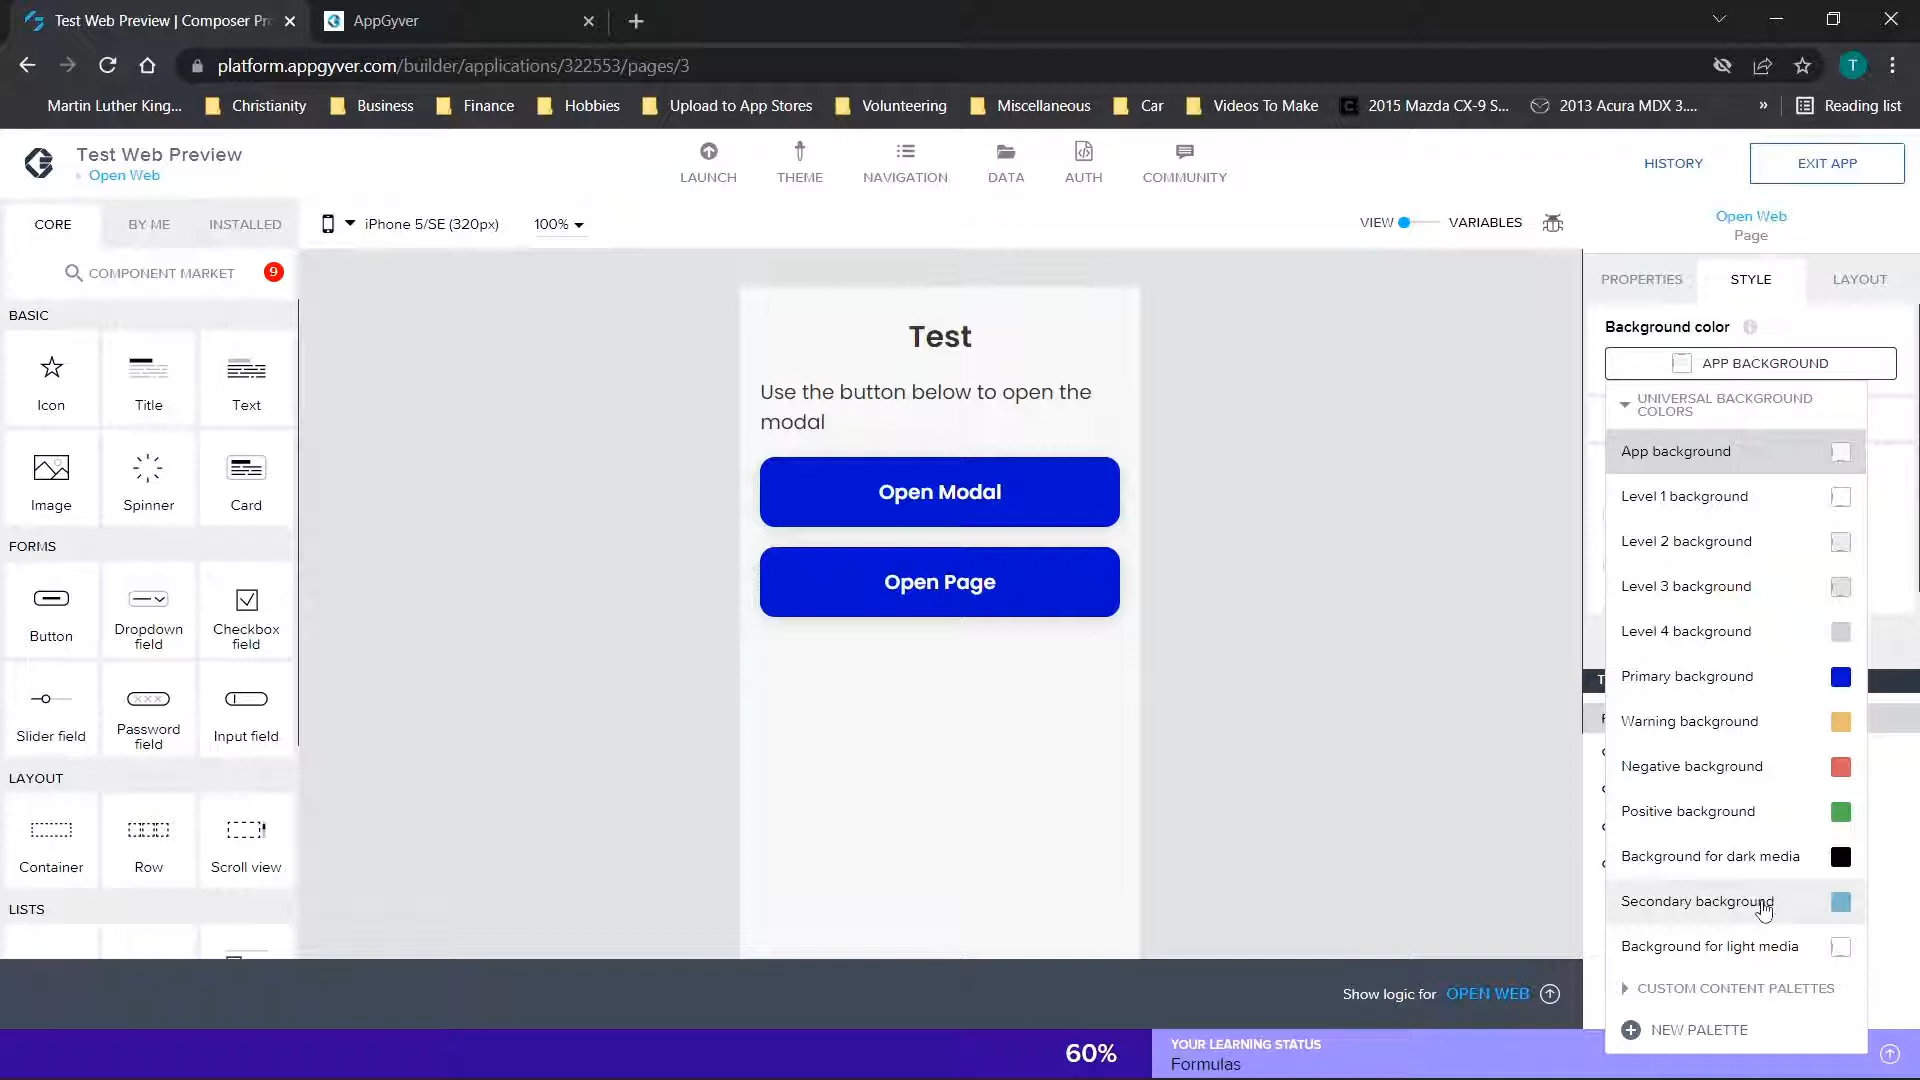 Test Web Preview | Composer Pr
AppGyver
platform.appgyver.com/builder/applications/322553/pages/3
T
Martin Luther King...
Christianity
Business
Finance
Hobbies
Upload to App Stores
Volunteering
Miscellaneous
Car
Videos To Make
2015 Mazda CX-9 S...
2013 Acura MDX 3....
»
Reading list
Test Web Preview
Open Web
LAUNCH
THEME
NAVIGATION
DATA
AUTH
COMMUNITY
HISTORY
EXIT APP
CORE
BY ME
INSTALLED
iPhone 5/SE (320px)
100%
VIEW
VARIABLES
Open Web
Page
COMPONENT MARKET
9
PROPERTIES
STYLE
LAYOUT
BASIC
Icon
Title
Text
Image
Spinner
Card
FORMS
Button
Dropdown field
Checkbox field
Slider field
Password field
Input field
LAYOUT
Container
Row
Scroll view
LISTS
Test
Use the button below to open the
modal
Open Modal
Open Page
Background color
APP BACKGROUND
UNIVERSAL BACKGROUND
COLORS
App background
Level 1 background
Level 2 background
Level 3 background
Level 4 background
Primary background
Warning background
Negative background
Positive background
Background for dark media
Secondary background
Background for light media
CUSTOM CONTENT PALETTES
NEW PALETTE
Show logic for OPEN WEB
60%
YOUR LEARNING STATUS
Formulas